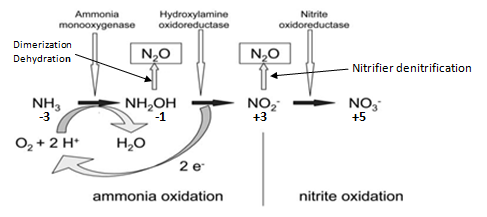 Ammonia
monooxygenase
Hydroxylamine
oxidoreductase
Nitrite
oxidoreductase
Dimerization
Dehydration
N₂O
N₂O
Nitrifier denitrification
NH₃
NH₂OH
NO₂⁻
NO₃⁻
-3
-1
+3
+5
O₂ + 2 H⁺
H₂O
2 e⁻
ammonia oxidation
nitrite oxidation